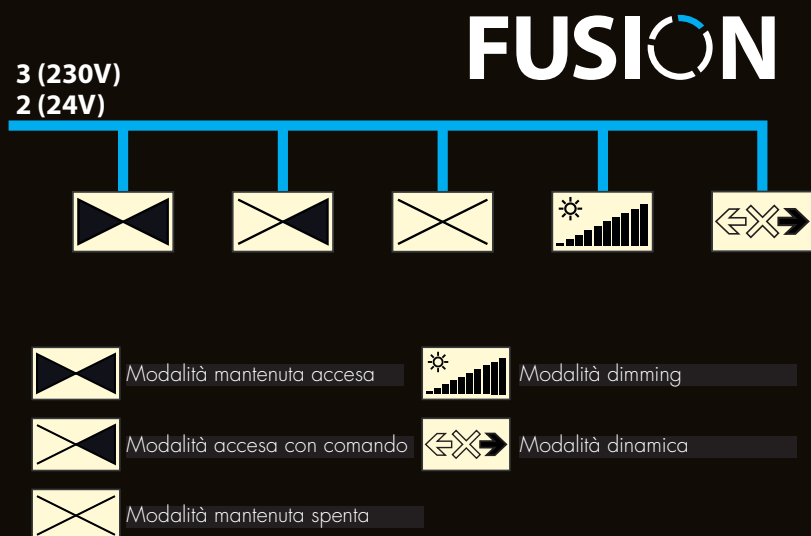 FUSION
3 (230V)
2 (24V)
Modalità mantenuta accesa
Modalità dimming
Modalità accesa con comando
Modalità dinamica
Modalità mantenuta spenta